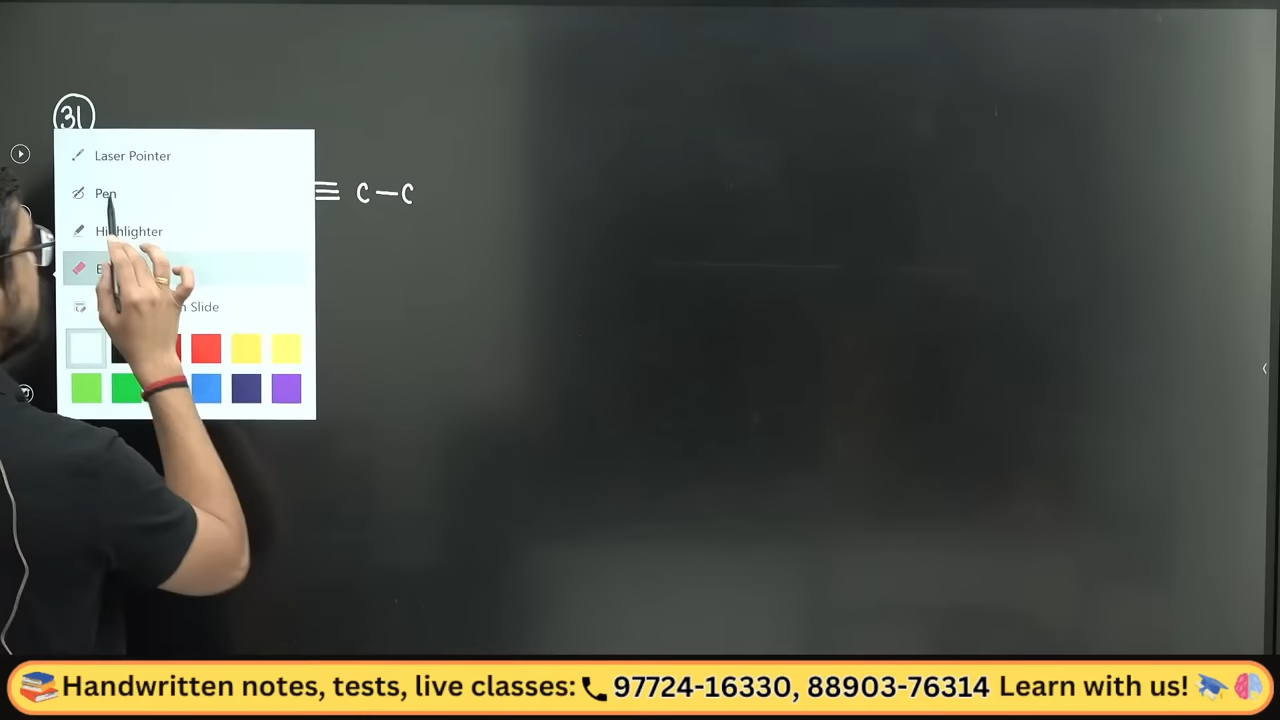 31
Laser Pointer
≡ C – C
Pen
Highlighter
Slide
Handwritten notes, tests, live classes: 97724-16330, 88903-76314 Learn with us!